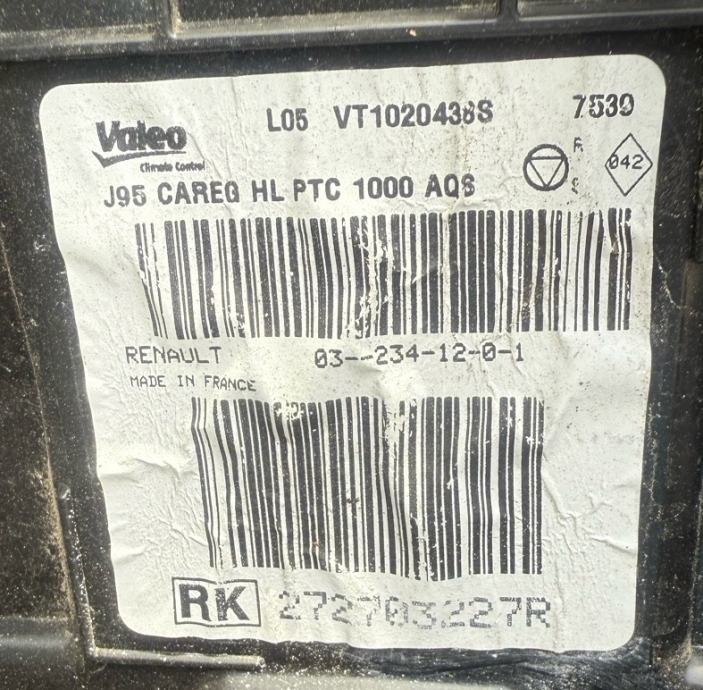 Valeo
Climate Control
L05 VT1020438S 7539
J95 CAREG HL PTC 1000 AQS
042
RENAULT 03--234-12-0-1
MADE IN FRANCE
RK 272703227R